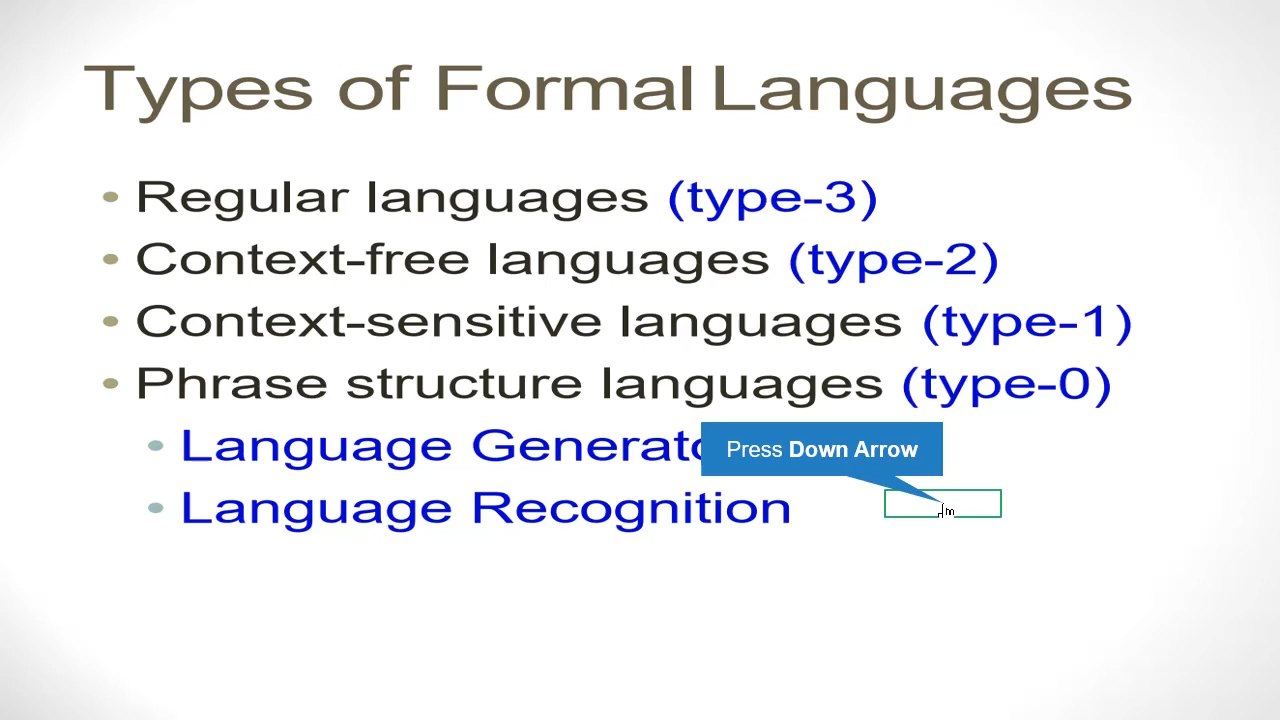 Types of Formal Languages
• Regular languages (type-3)
• Context-free languages (type-2)
• Context-sensitive languages (type-1)
• Phrase structure languages (type-0)
• Language Generato
Press Down Arrow
• Language Recognition